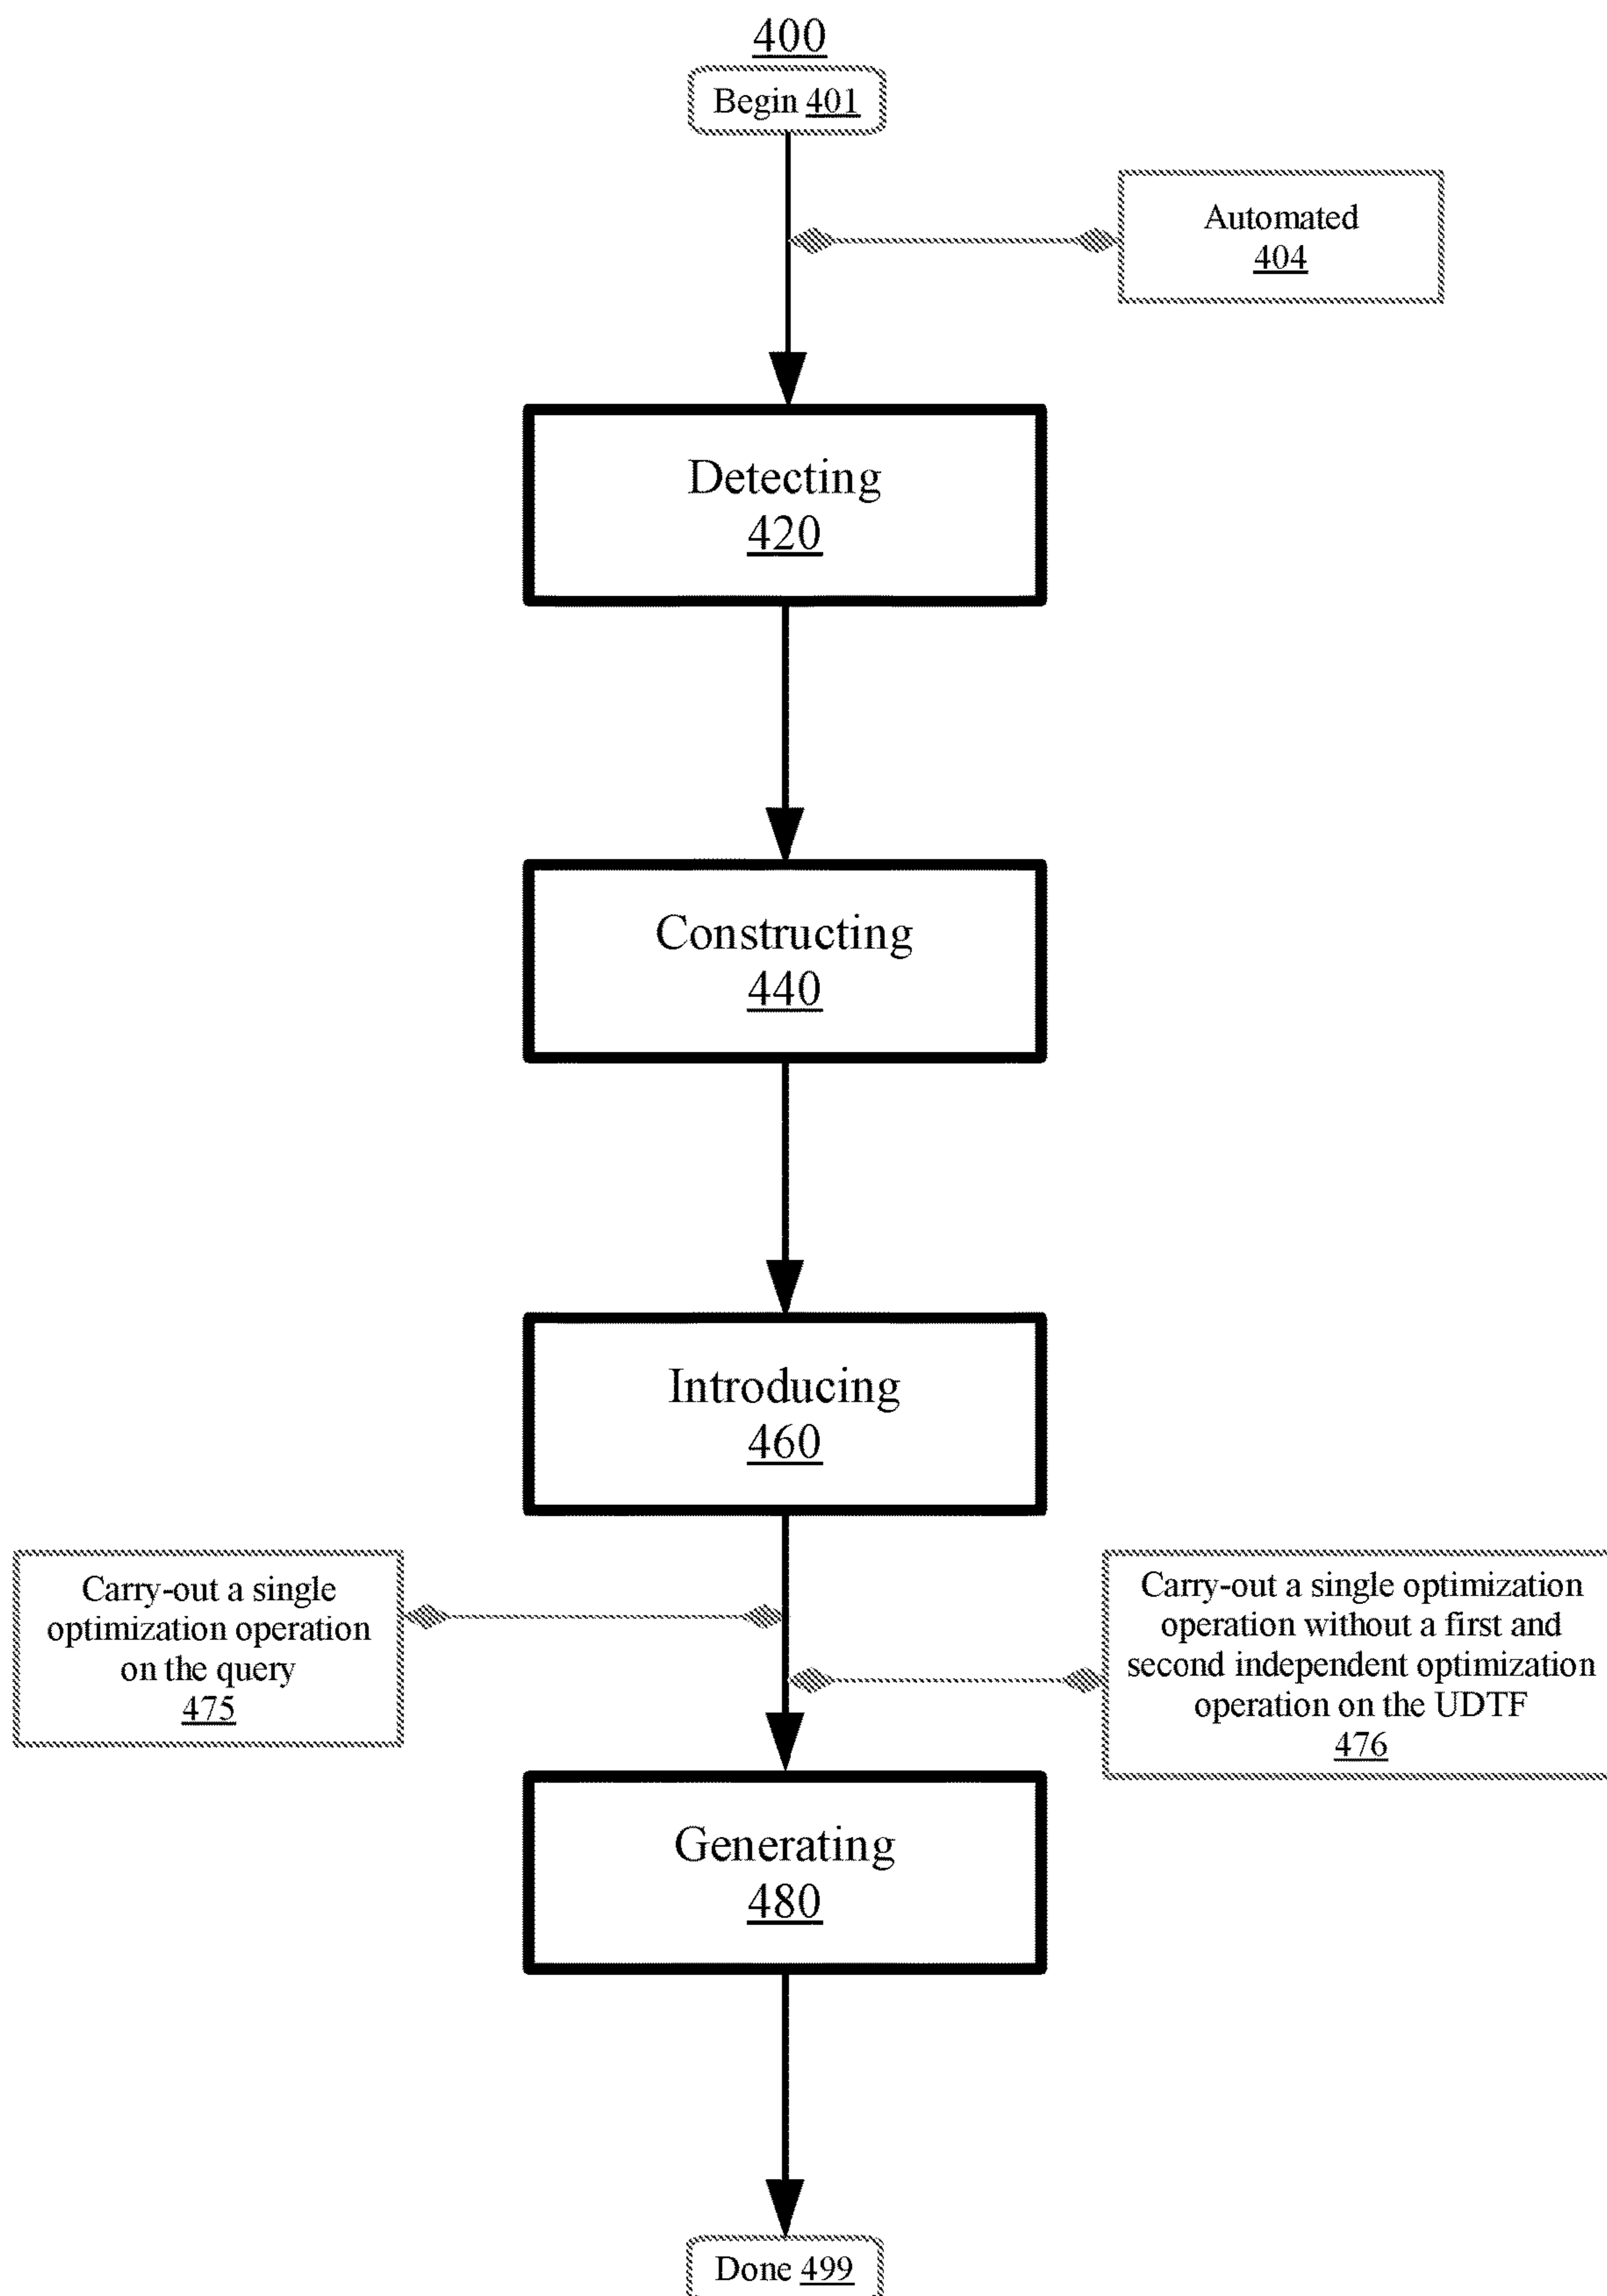 400
Begin 401
Automated
404
Detecting
420
Constructing
440
Introducing
460
Carry-out a single
optimization operation
on the query
475
Carry-out a single optimization
operation without a first and
second independent optimization
operation on the UDTF
476
Generating
480
Done 499